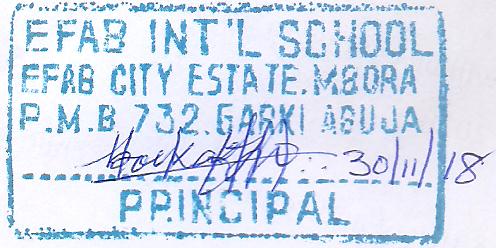 EFAB INT'L SCHOOL
EFAB CITY ESTATE. MBORA
P.M.B 732. GARKI ABUJA
30/11/18
PRINCIPAL